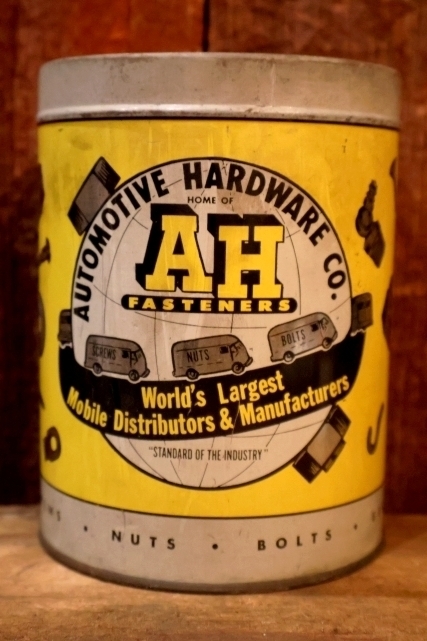 AUTOMOTIVE HARDWARE CO.
HOME OF
AH
FASTENERS
SCREWS
NUTS
BOLTS
World's Largest
Mobile Distributors & Manufacturers
"STANDARD OF THE INDUSTRY"
• NUTS • BOLTS •